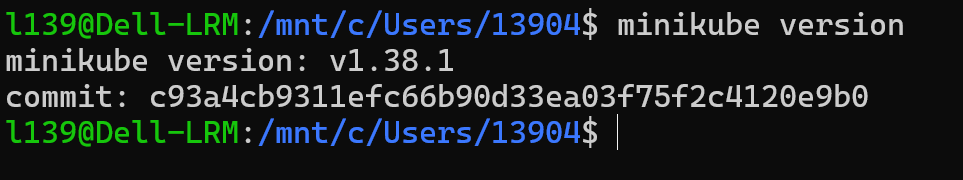 l139@Dell-LRM:/mnt/c/Users/13904$ minikube version
minikube version: v1.38.1
commit: c93a4cb9311efc66b90d33ea03f75f2c4120e9b0
l139@Dell-LRM:/mnt/c/Users/13904$